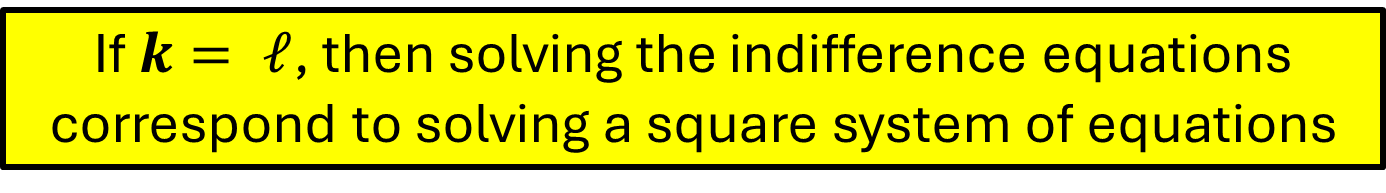 If 𝒌 = ℓ, then solving the indifference equations
correspond to solving a square system of equations